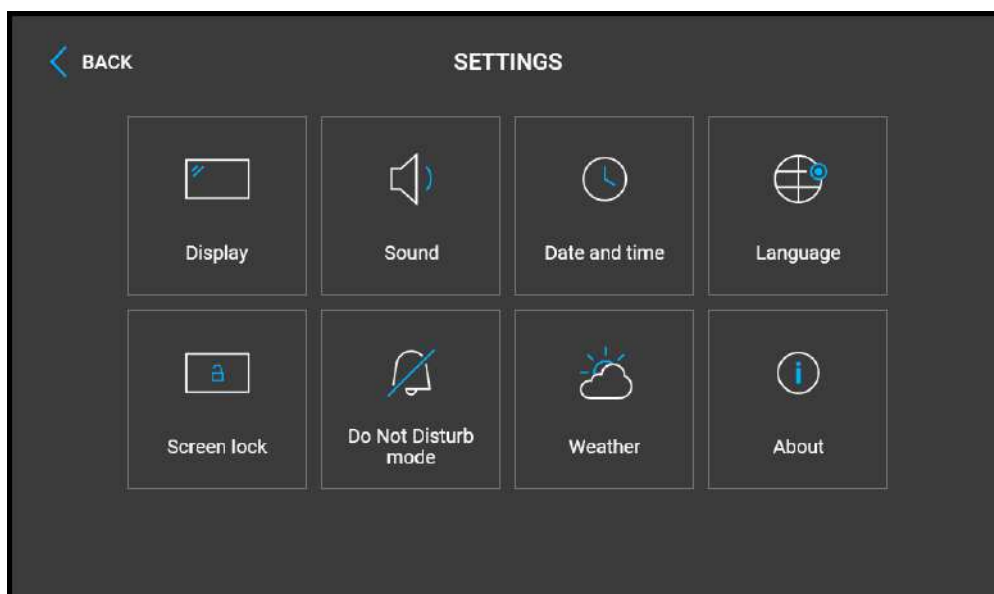 BACK
SETTINGS
Display
Sound
Date and time
Language
Screen lock
Do Not Disturb
mode
Weather
About